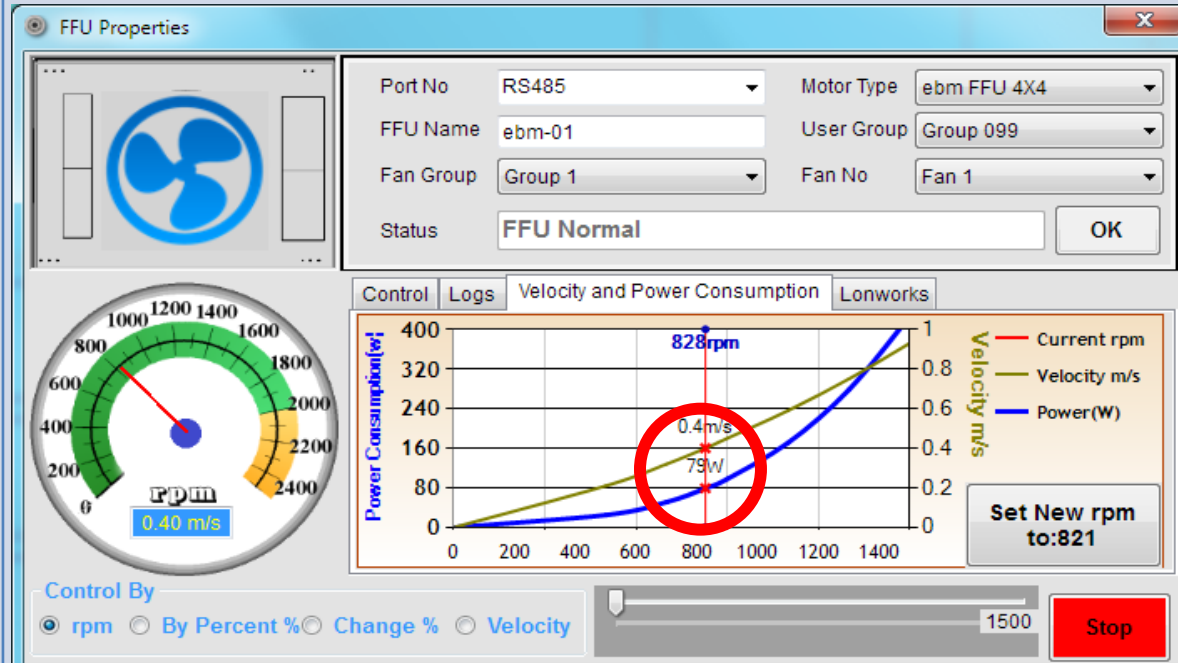 FFU Properties
Port No RS485 Motor Type ebm FFU 4X4
FFU Name ebm-01 User Group Group 099
Fan Group Group 1 Fan No Fan 1
Status FFU Normal OK
Control Logs Velocity and Power Consumption Lonworks
0 200 400 600 800 1000 1200 1400 1600 1800 2000 2200 2400
rpm
0.40 m/s
Power Consumption[w]
400
320
240
160
80
0
828rpm
0.4m/s
79W
0 200 400 600 800 1000 1200 1400
1
0.8
0.6
0.4
0.2
0
Velocity m/s
Current rpm
Velocity m/s
Power(W)
Set New rpm
to:821
Control By
rpm By Percent % Change % Velocity
1500
Stop